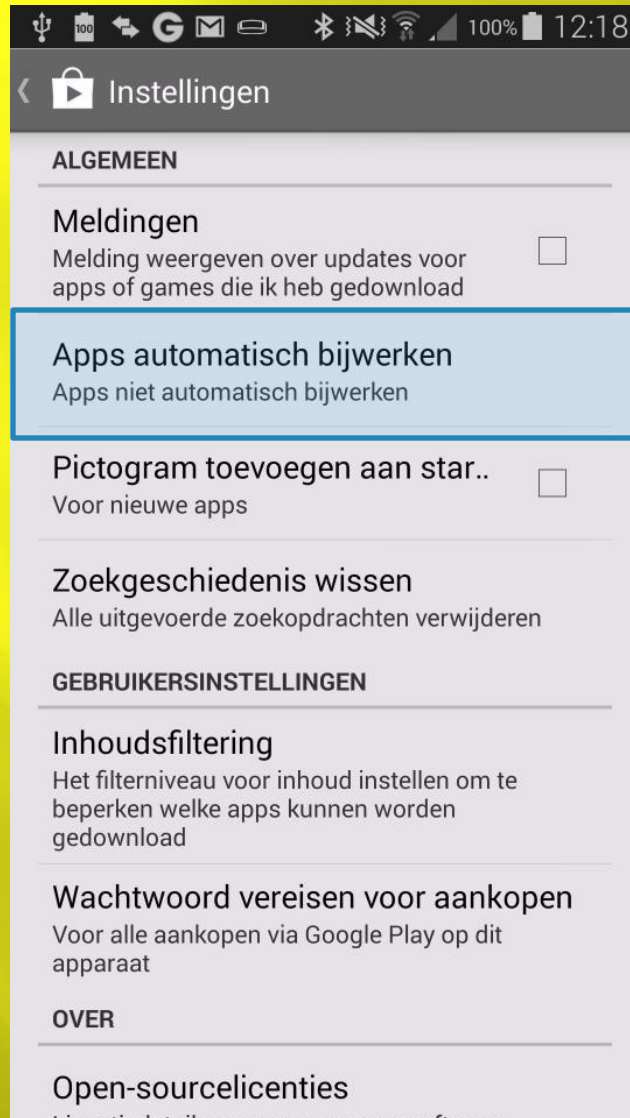 100 G 100% 12:18
Instellingen
ALGEMEEN
Meldingen
Melding weergeven over updates voor
apps of games die ik heb gedownload
Apps automatisch bijwerken
Apps niet automatisch bijwerken
Pictogram toevoegen aan star..
Voor nieuwe apps
Zoekgeschiedenis wissen
Alle uitgevoerde zoekopdrachten verwijderen
GEBRUIKERSINSTELLINGEN
Inhoudsfiltering
Het filterniveau voor inhoud instellen om te
beperken welke apps kunnen worden
gedownload
Wachtwoord vereisen voor aankopen
Voor alle aankopen via Google Play op dit
apparaat
OVER
Open-sourcelicenties